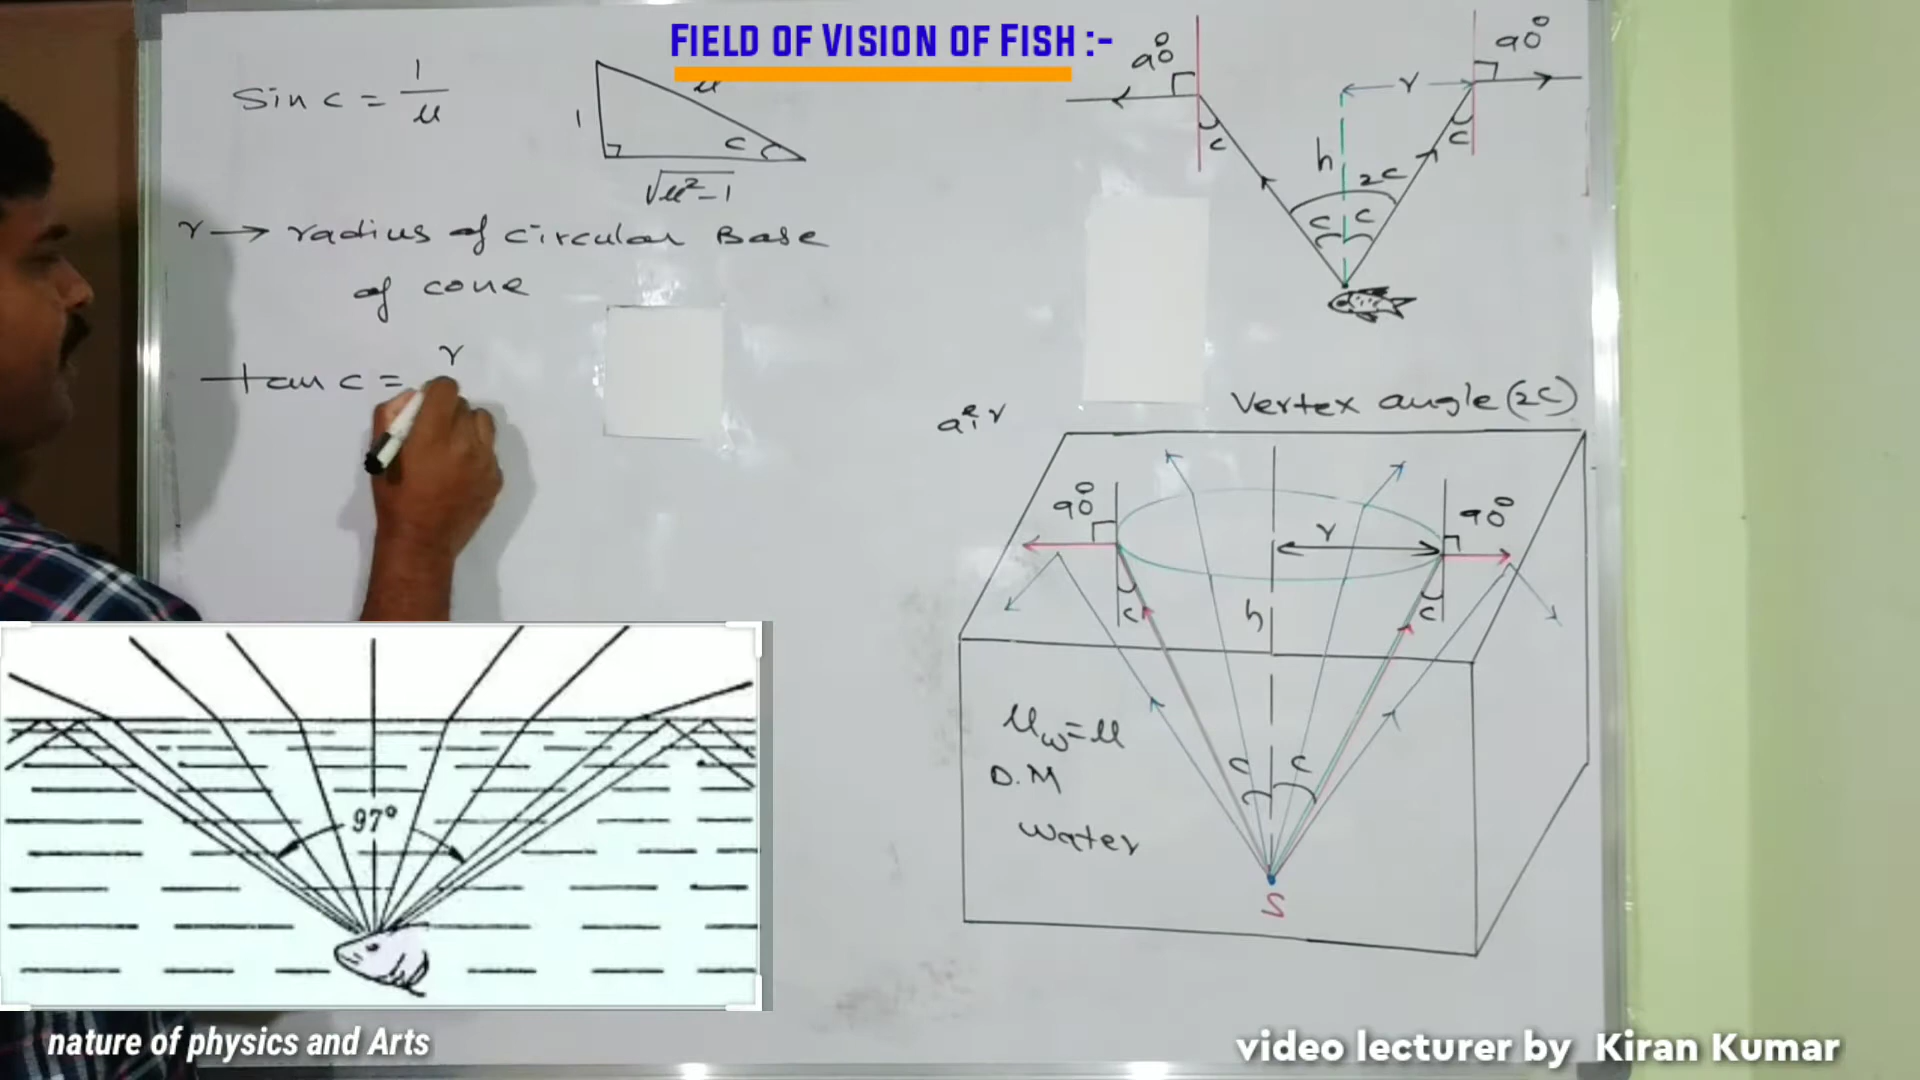 FIELD OF VISION OF FISH :-
Sin c = 1/μ
μ
1
c
√μ²-1
r → radius of circular Base
of cone
tan c = r
90°
90°
r
c
c
h
2c
c c
Vertex angle (2C)
air
90°
90°
r
c
c
h
μw = μ
D.M
water
c c
S
97°
nature of physics and Arts
video lecturer by Kiran Kumar